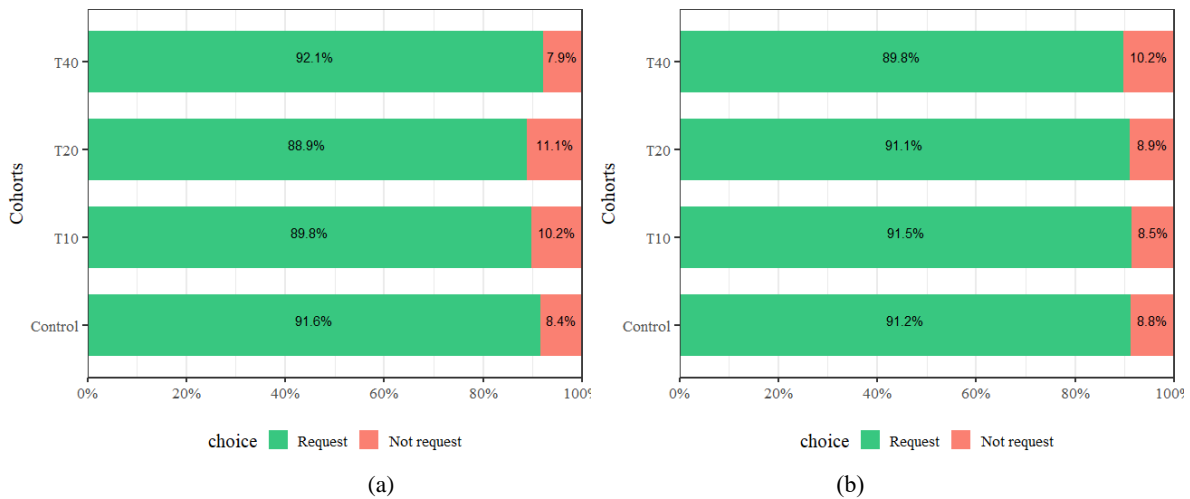 Cohorts
T40
92.1%
7.9%
T20
88.9%
11.1%
T10
89.8%
10.2%
Control
91.6%
8.4%
0%
20%
40%
60%
80%
100%
choice
Request
Not request
(a)
Cohorts
T40
89.8%
10.2%
T20
91.1%
8.9%
T10
91.5%
8.5%
Control
91.2%
8.8%
0%
20%
40%
60%
80%
100%
choice
Request
Not request
(b)